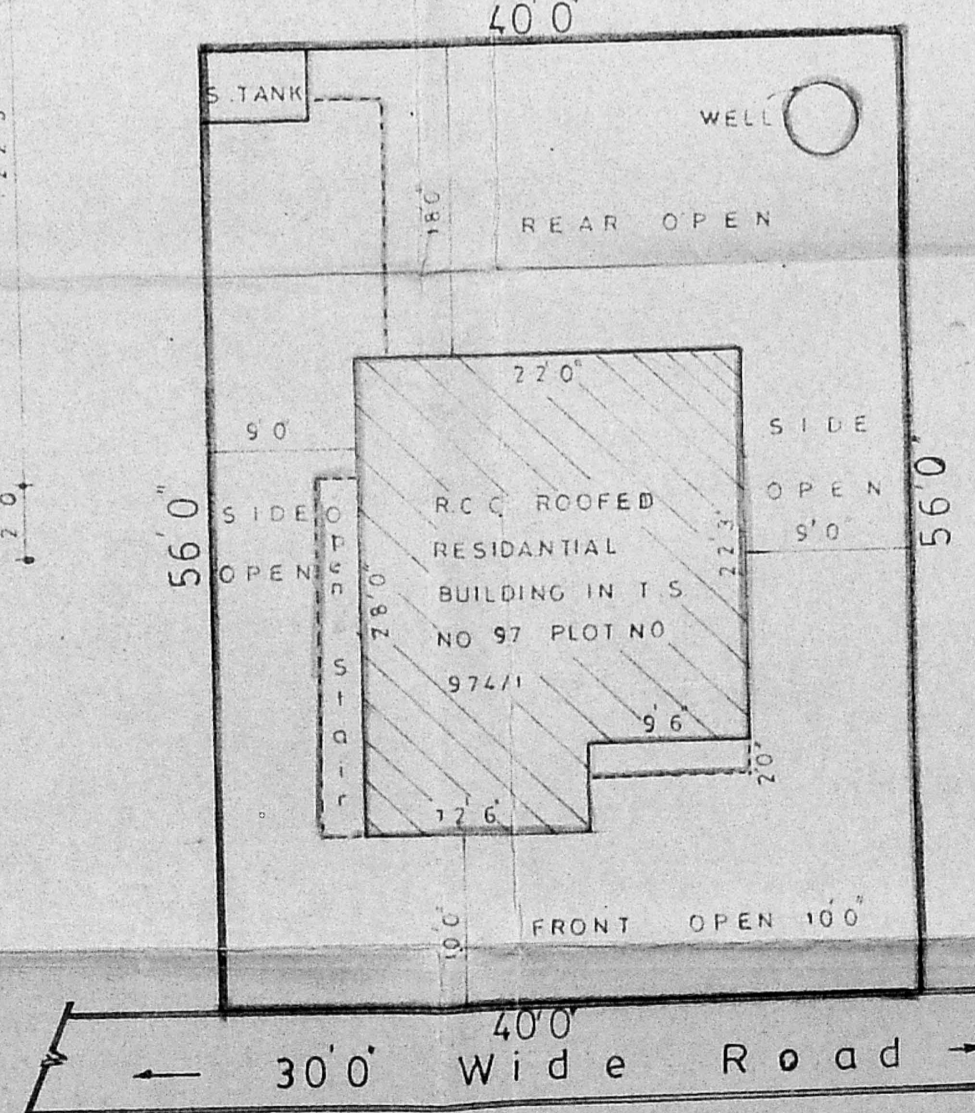 40'0"
S.TANK
WELL
18'0"
REAR OPEN
22'0"
9'0"
SIDE
OPEN
9'0"
SIDE
OPEN
Open Stair
28'0"
R.C.C. ROOFED
RESIDANTIAL
BUILDING IN T.S
NO 97 PLOT NO
974/1
22'3"
56'0"
56'0"
9'6"
2'0"
12'6"
10'0"
FRONT OPEN 10'0"
40'0"
30'0" Wide Road
2'0